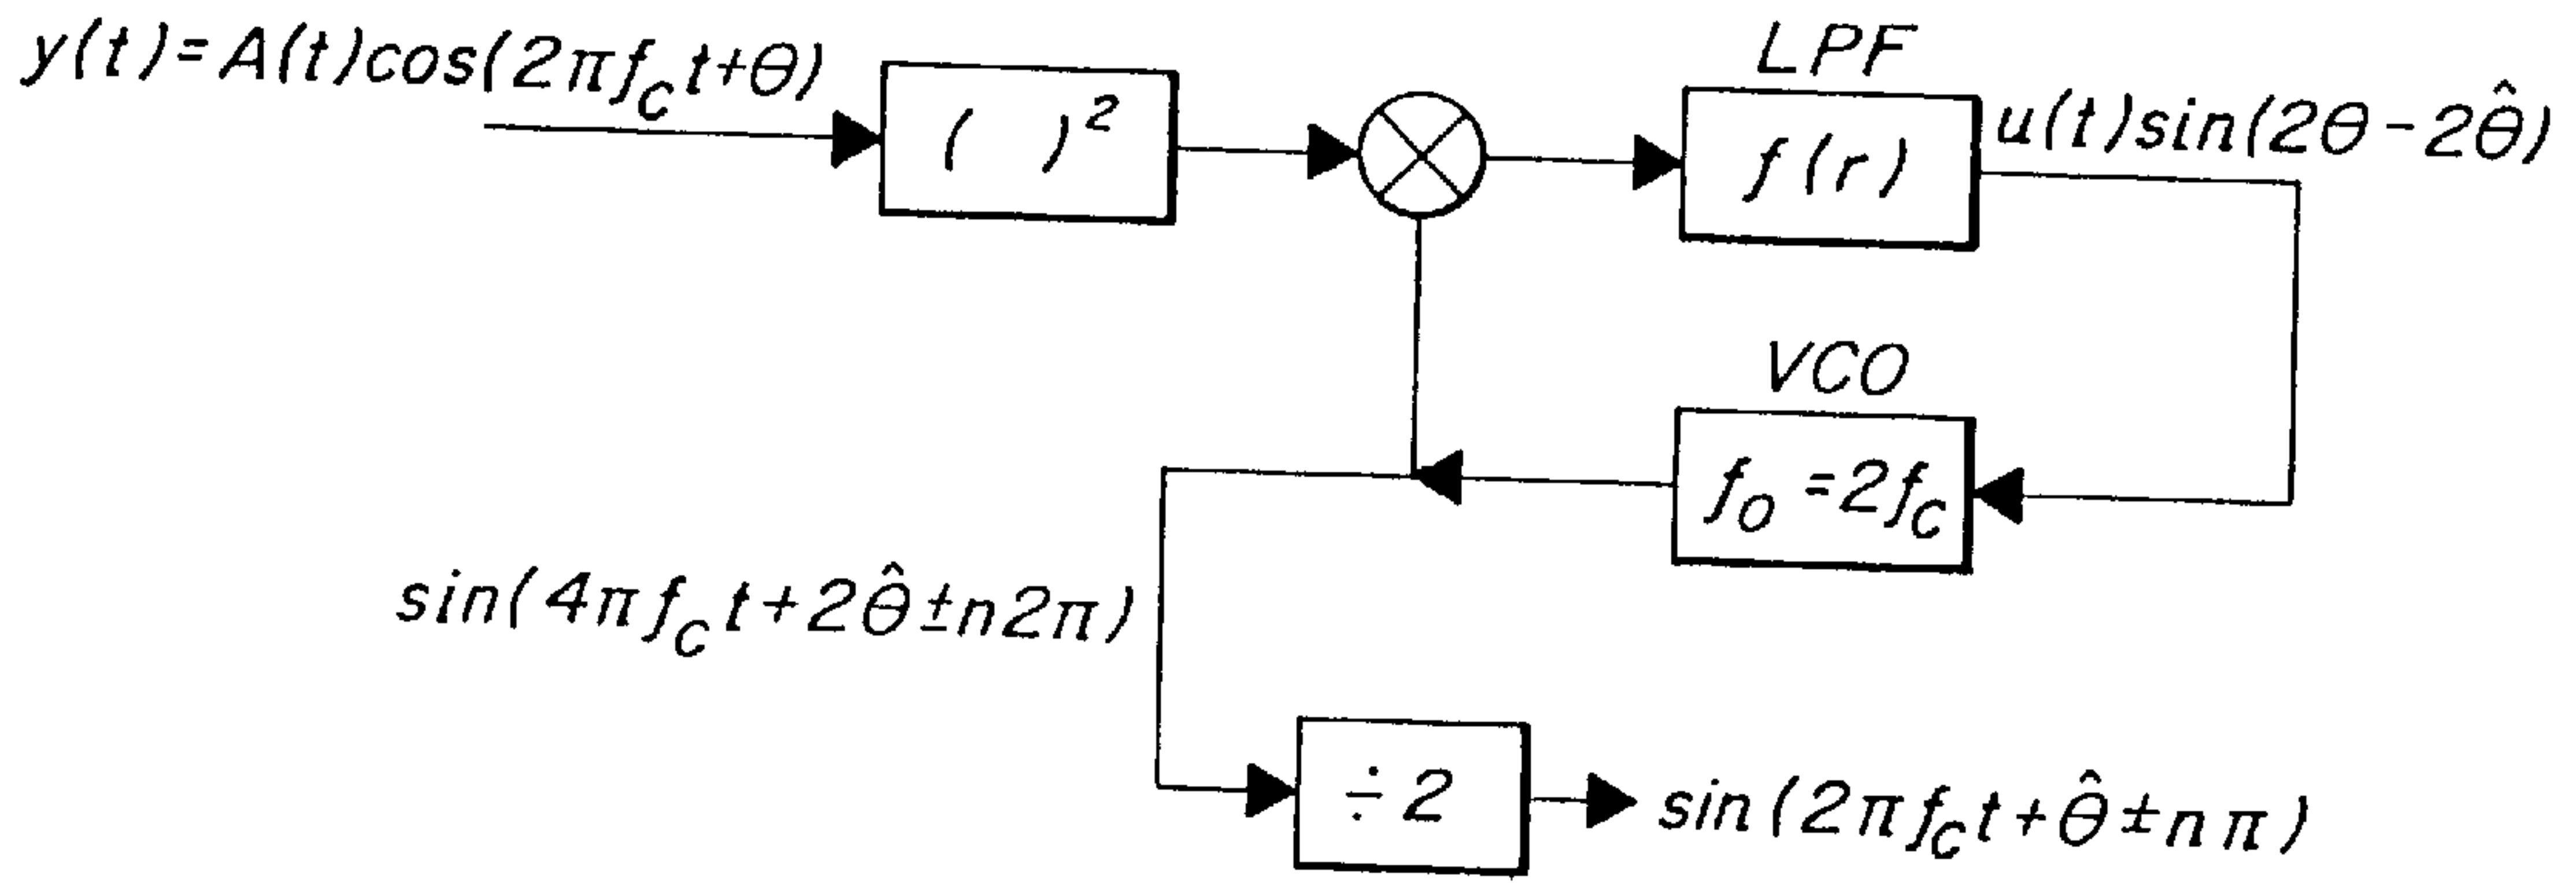 y(t)=A(t)cos(2πf_c t+θ)
( )²
LPF
f(r)
u(t)sin(2θ-2θ̂)
VCO
f_o=2f_c
sin(4πf_c t+2θ̂±n2π)
÷2
sin(2πf_c t+θ̂±nπ)